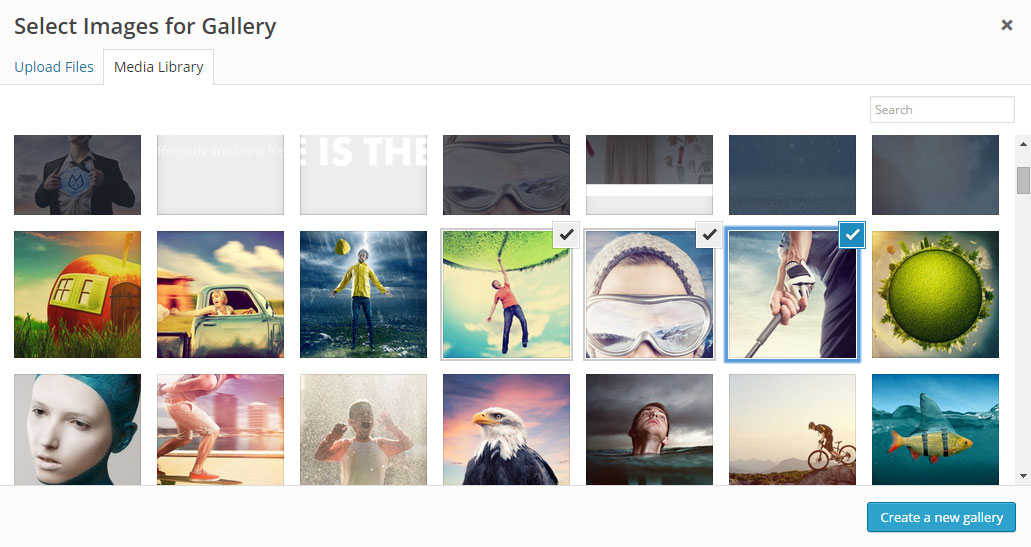 Select Images for Gallery
Upload Files
Media Library
Search
fferently and bring tre
E IS THE
Create a new gallery